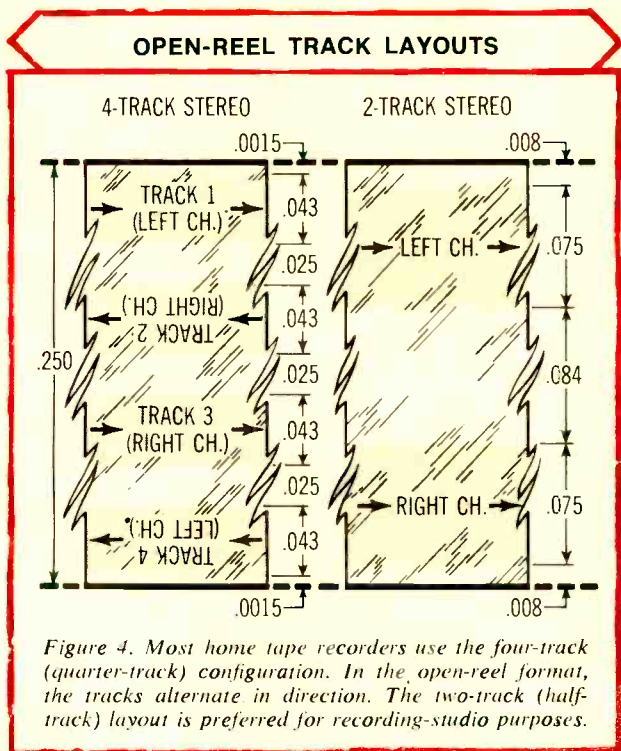 OPEN-REEL TRACK LAYOUTS
4-TRACK STEREO
2-TRACK STEREO
.0015
.008
TRACK 1
(LEFT CH.)
.043
LEFT CH.
.075
.025
TRACK 2
(RIGHT CH.)
.043
.250
.025
.084
TRACK 3
(RIGHT CH.)
.043
.025
RIGHT CH.
.075
TRACK 4
(LEFT CH.)
.043
.0015
.008
Figure 4. Most home tape recorders use the four-track
(quarter-track) configuration. In the open-reel format,
the tracks alternate in direction. The two-track (half-
track) layout is preferred for recording-studio purposes.